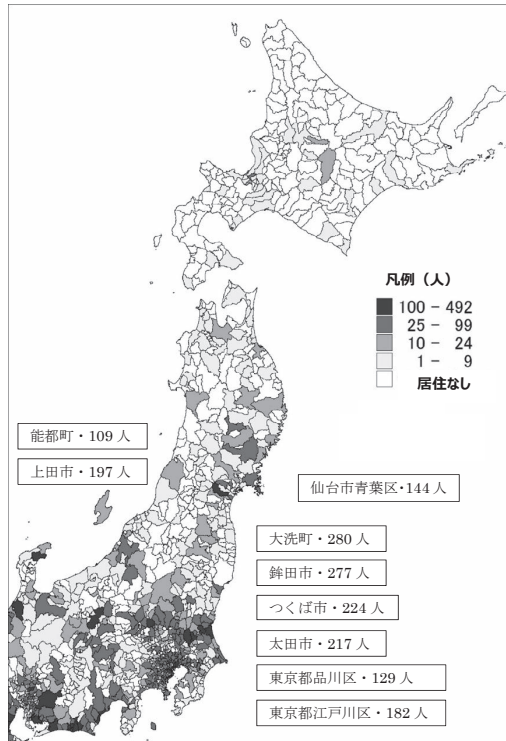 凡例（人）
100 - 492
25 - 99
10 - 24
1 - 9
居住なし
能都町・109 人
上田市・197 人
仙台市青葉区・144 人
大洗町・280 人
鉾田市・277 人
つくば市・224 人
太田市・217 人
東京都品川区・129 人
東京都江戸川区・182 人